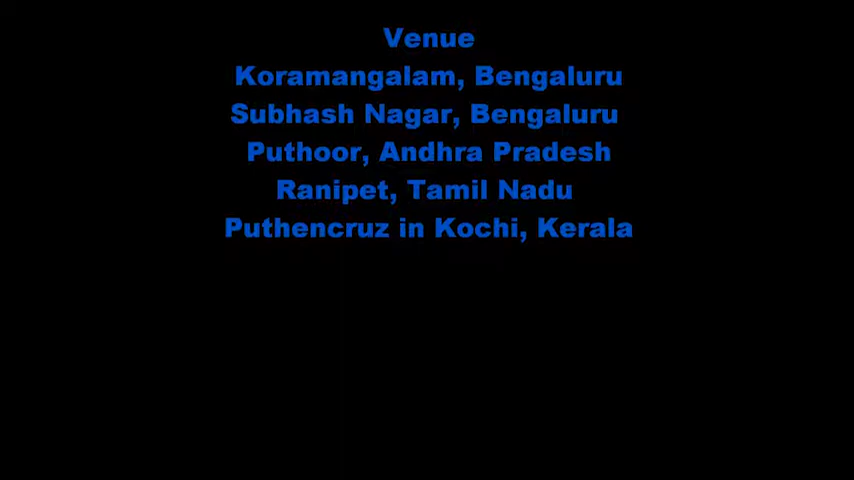 Venue
Koramangalam, Bengaluru
Subhash Nagar, Bengaluru
Puthoor, Andhra Pradesh
Ranipet, Tamil Nadu
Puthencruz in Kochi, Kerala